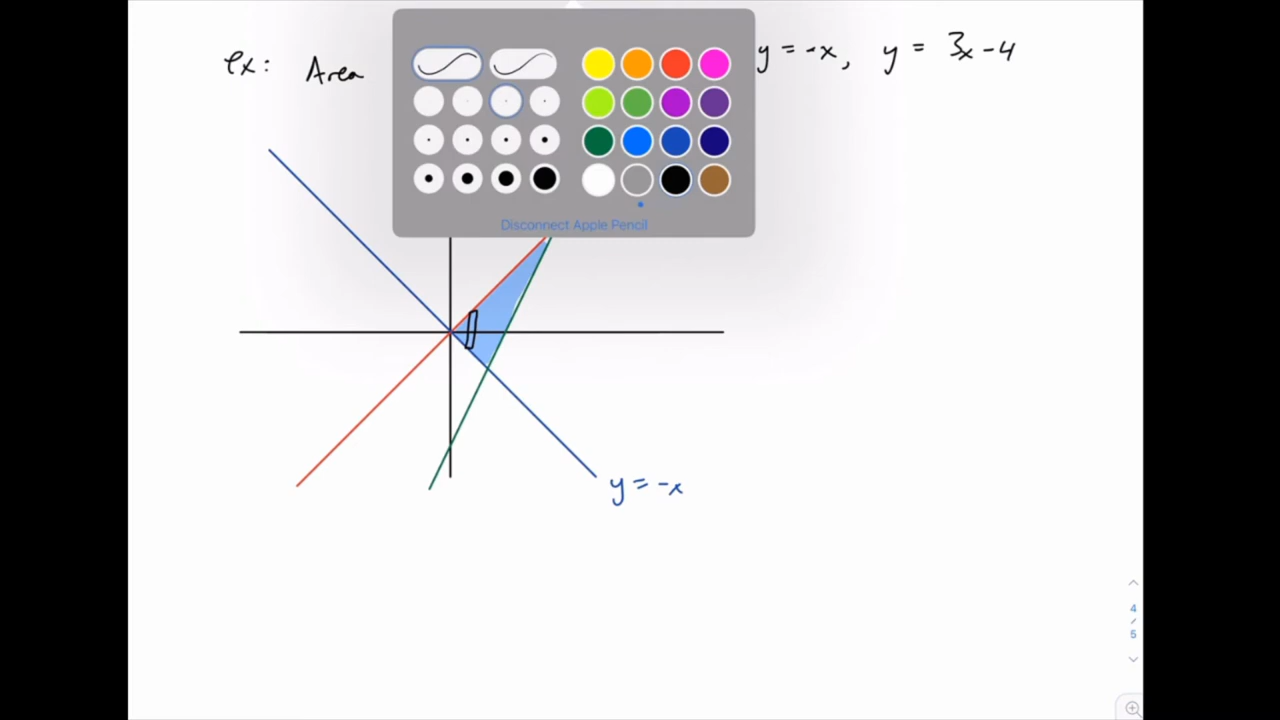 ex: Area y = -x, y = 3x-4
Disconnect Apple Pencil
y = -x
4
/
5